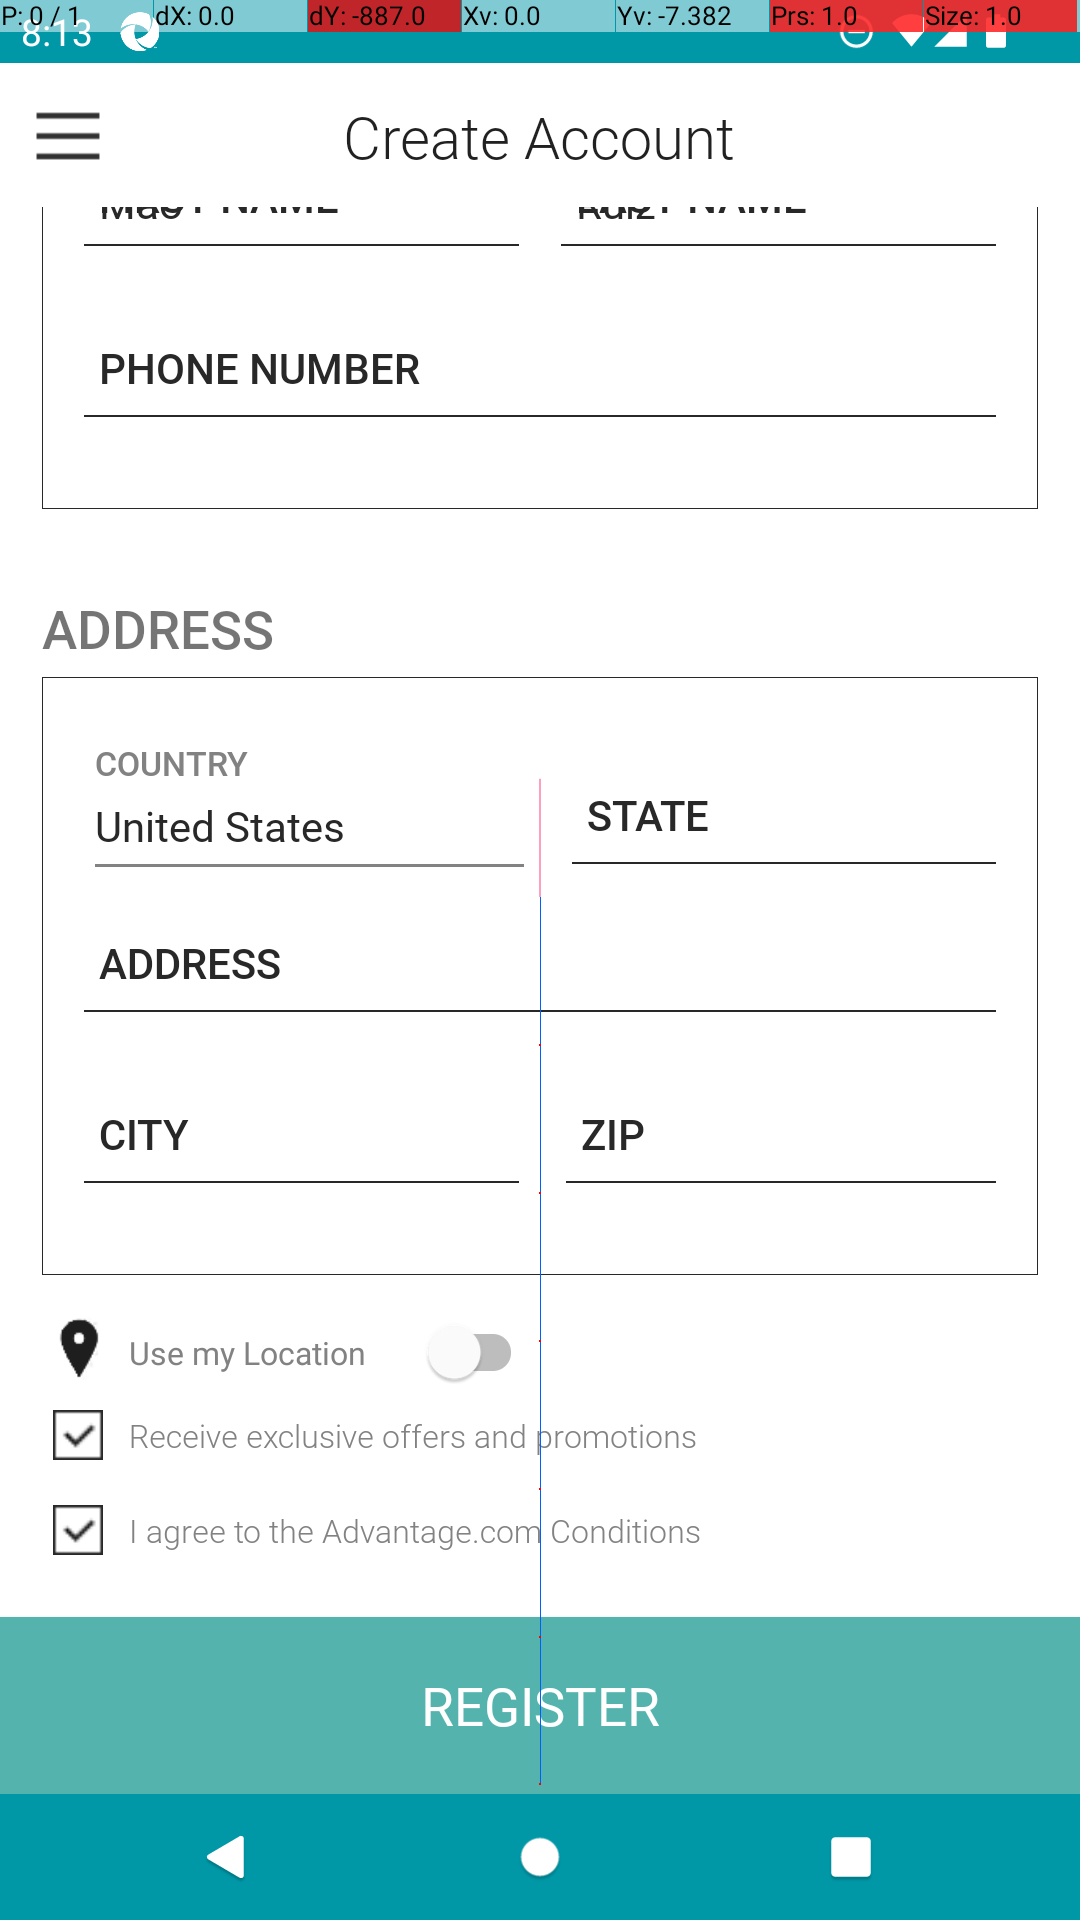 P: 0 / 1 dX: 0.0 dY: -887.0 Xv: 0.0 Yv: -7.382 Prs: 1.0 Size: 1.0
8:13
Create Account
PHONE NUMBER
ADDRESS
COUNTRY
United States
STATE
ADDRESS
CITY ZIP
Use my Location
Receive exclusive offers and promotions
I agree to the Advantage.com Conditions
REGISTER